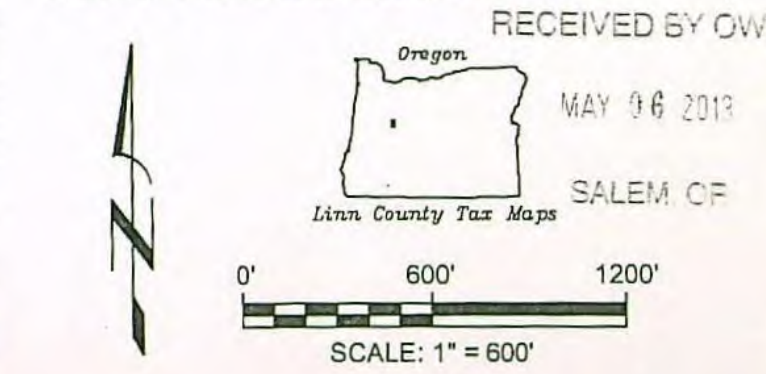 RECEIVED BY OW
Oregon
MAY 06 2013
SALEM, OR
Linn County Tax Maps
N
0' 600' 1200'
SCALE: 1" = 600'